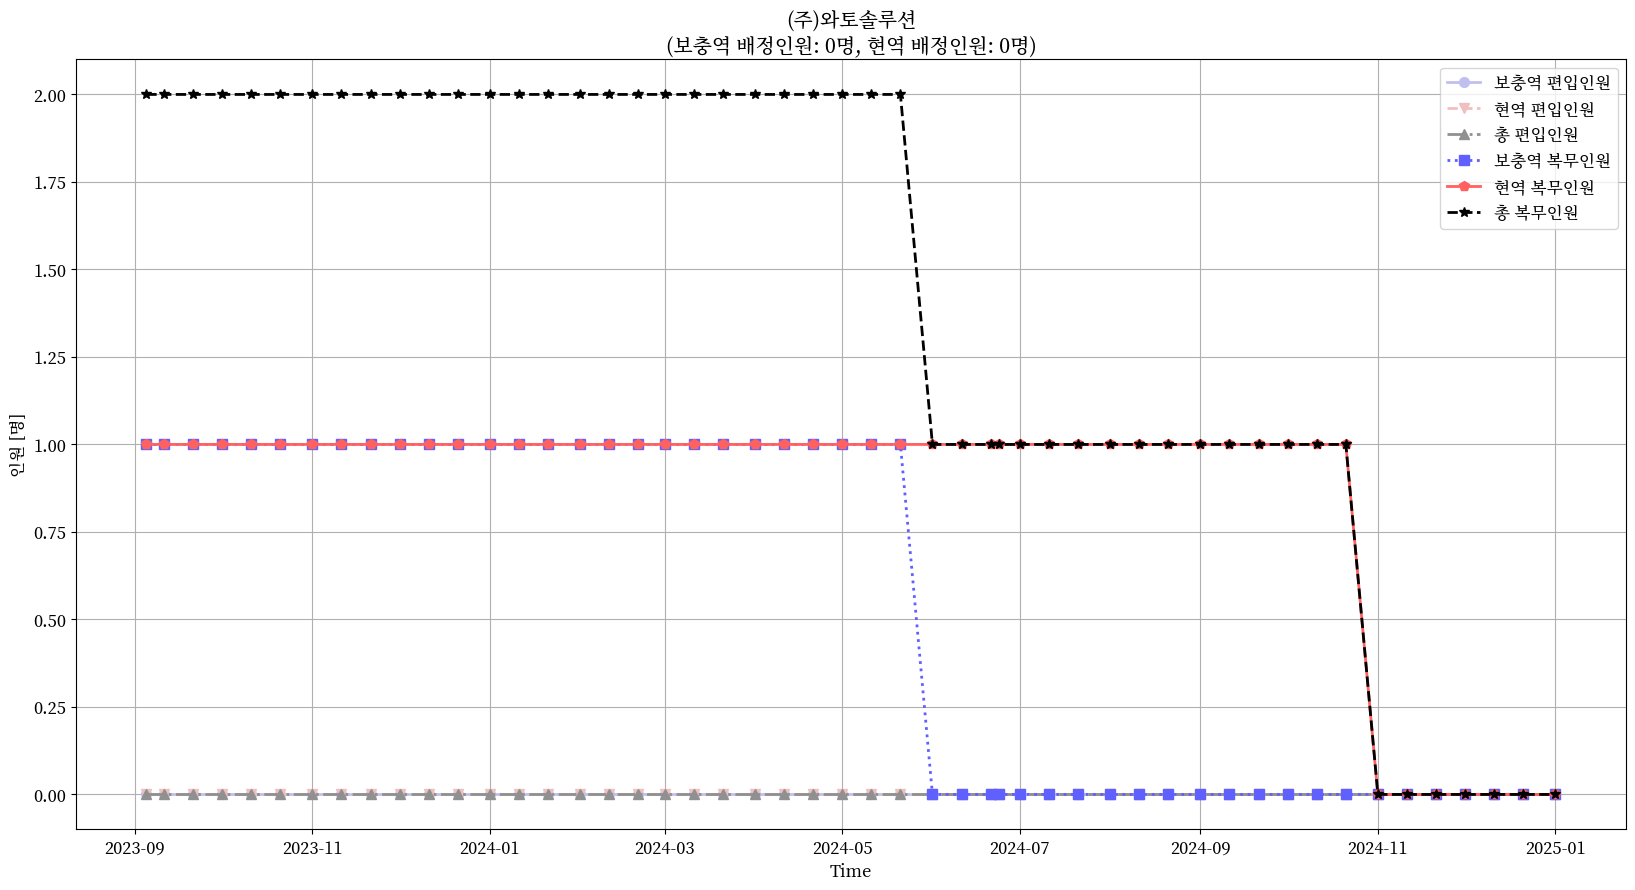 (주)와토솔루션
(보충역 배정인원: 0명, 현역 배정인원: 0명)
보충역 편입인원
현역 편입인원
총 편입인원
보충역 복무인원
현역 복무인원
총 복무인원
인원 [명]
2.00
1.75
1.50
1.25
1.00
0.75
0.50
0.25
0.00
2023-09 2023-11 2024-01 2024-03 2024-05 2024-07 2024-09 2024-11 2025-01
Time